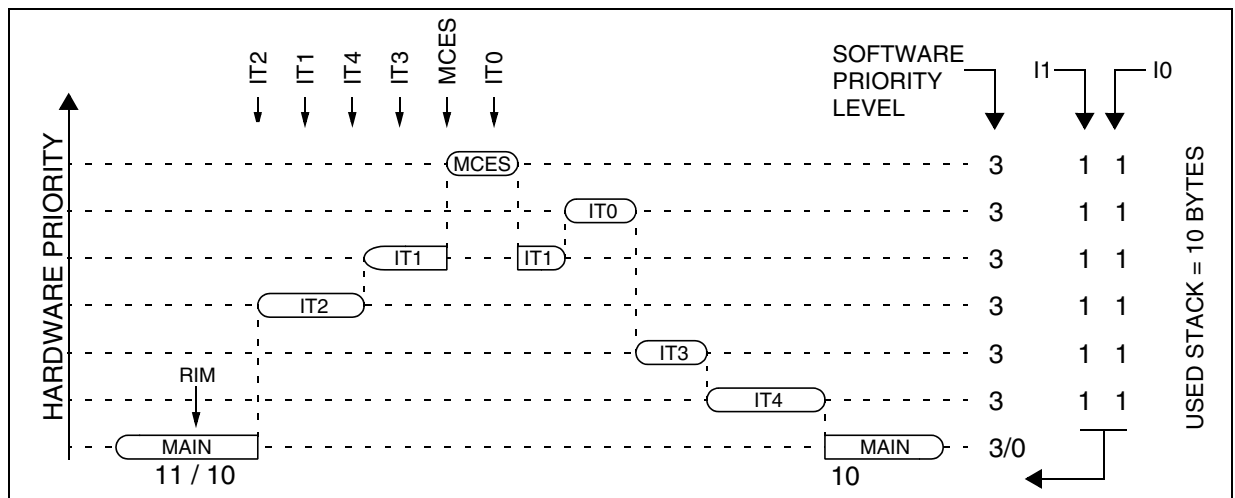 IT2
IT1
IT4
IT3
MCES
IT0
SOFTWARE
PRIORITY
LEVEL
I1
I0
HARDWARE PRIORITY
MCES
3
1 1
IT0
3
1 1
IT1
IT1
3
1 1
IT2
3
1 1
IT3
3
1 1
RIM
IT4
3
1 1
MAIN
MAIN
3/0
11 / 10
10
USED STACK = 10 BYTES